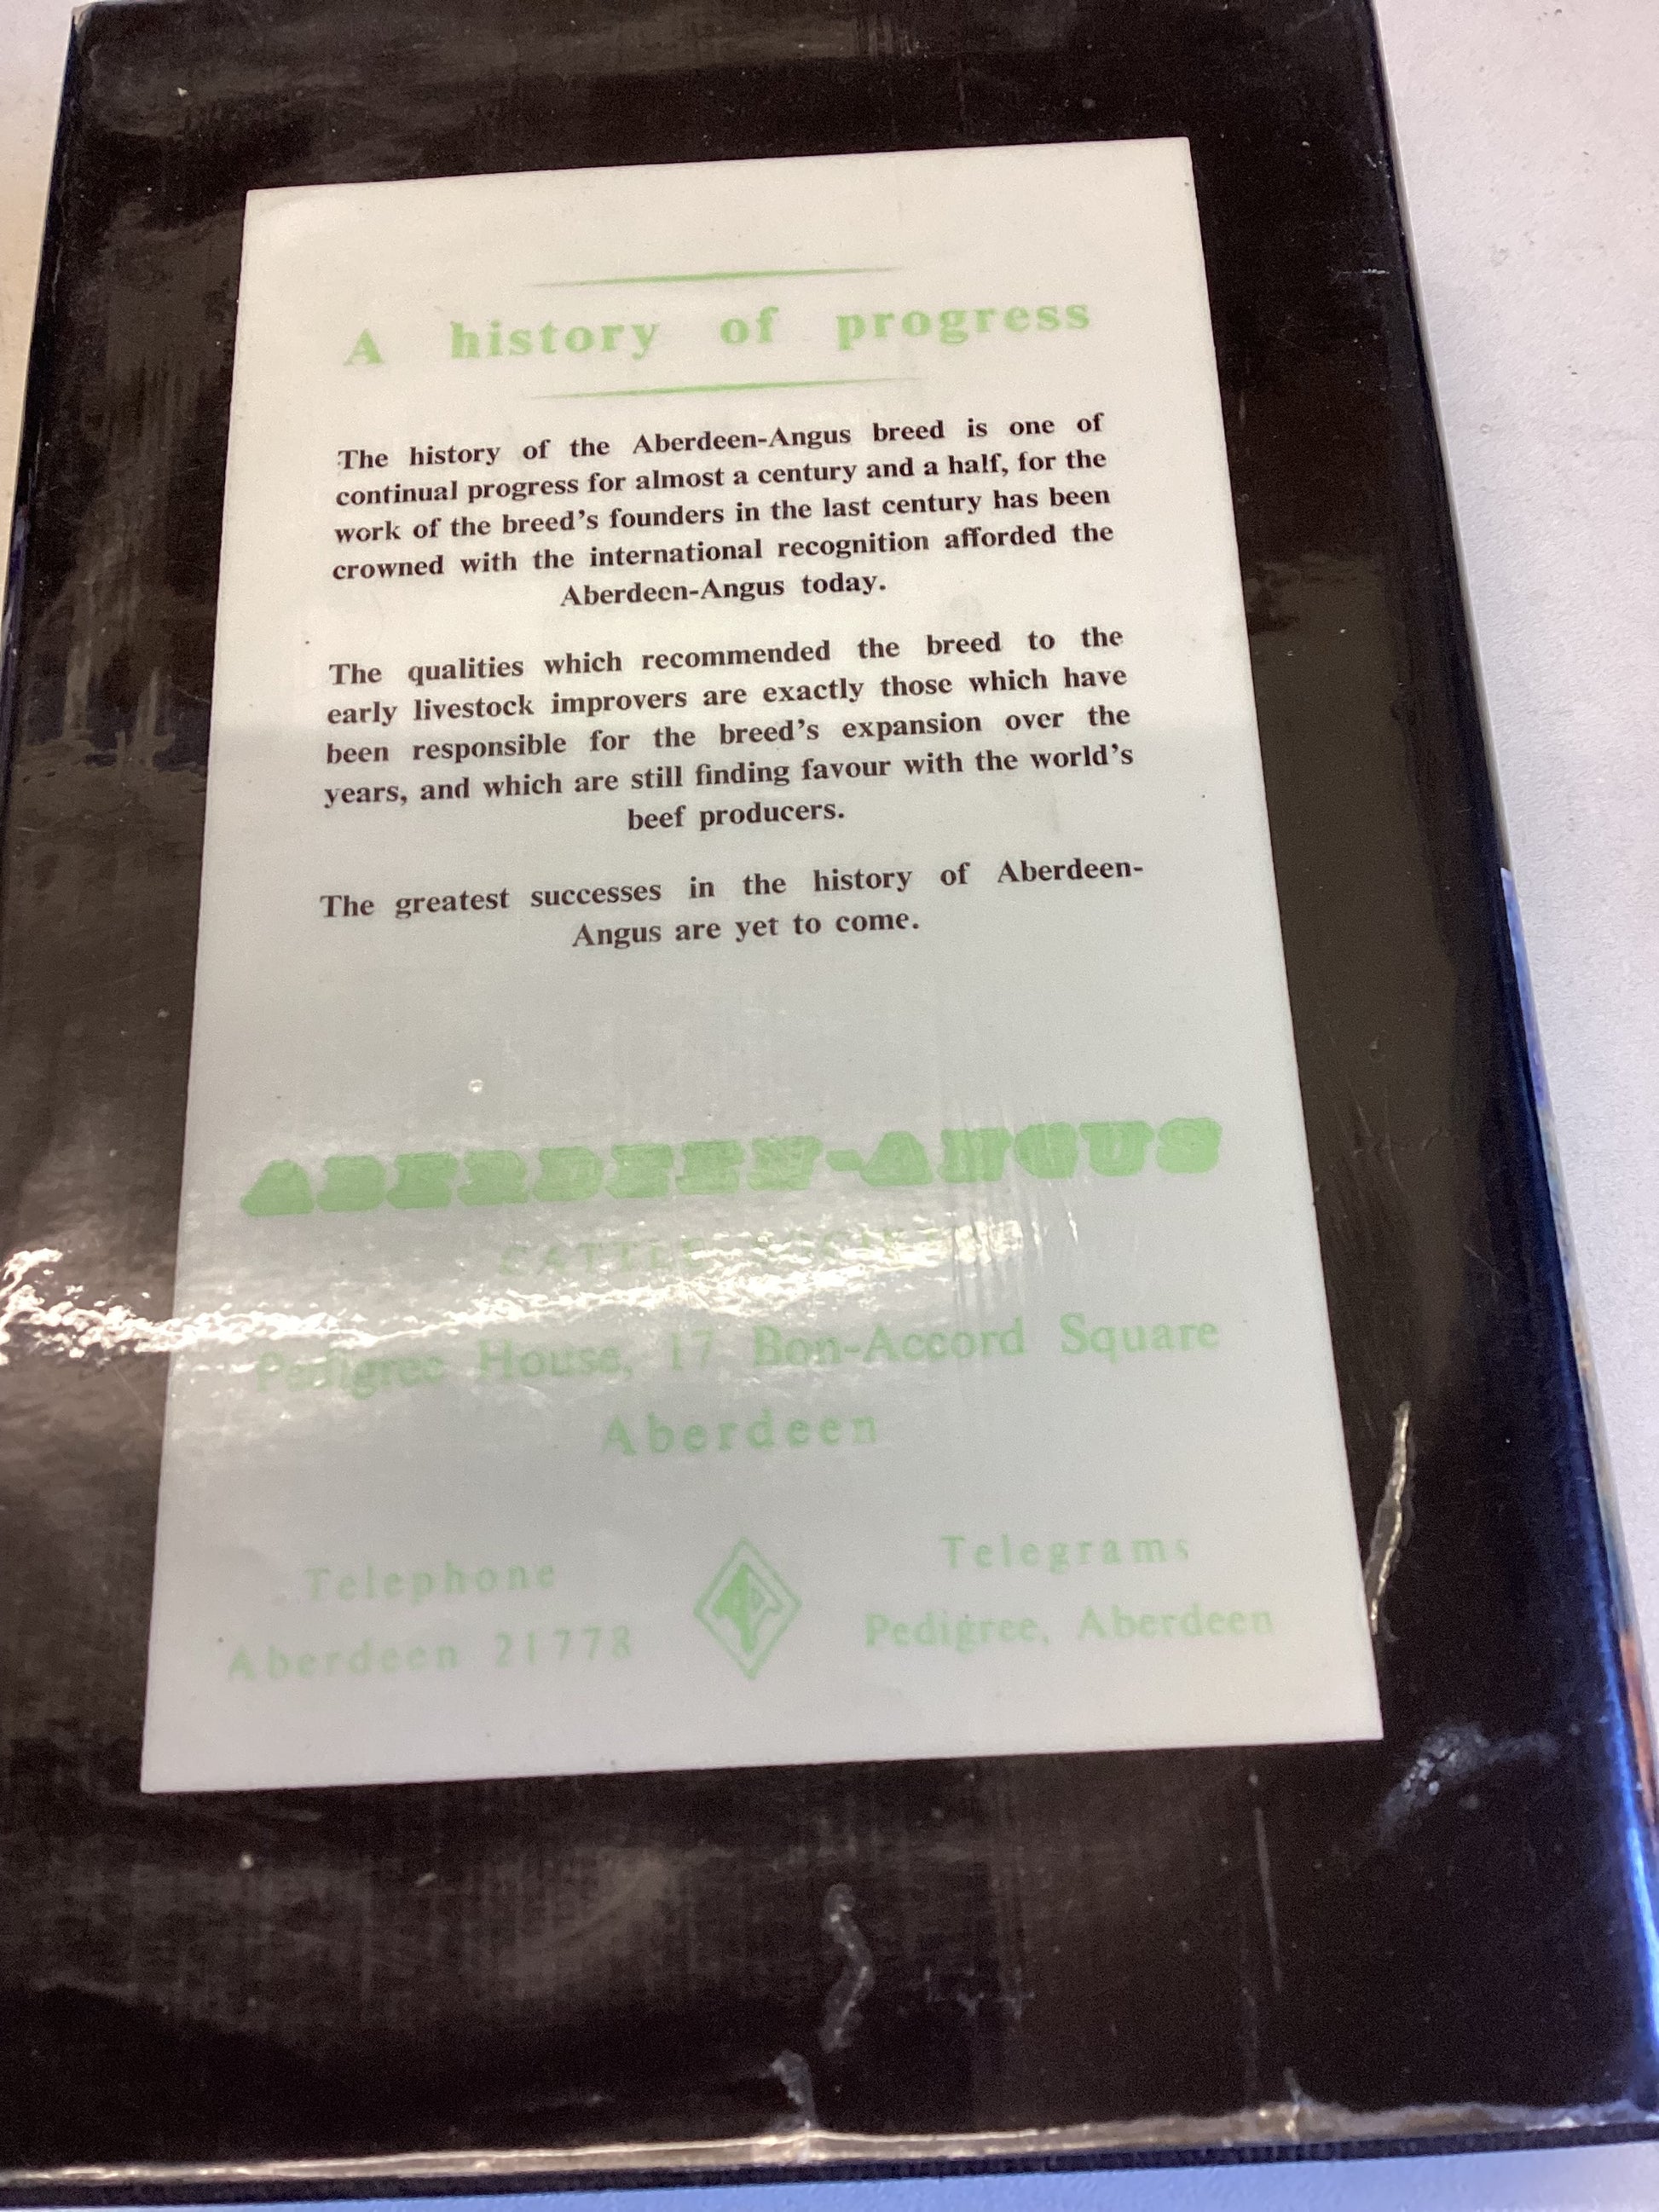 A history of progress
The history of the Aberdeen-Angus breed is one of
continual progress for almost a century and a half, for the
work of the breed's founders in the last century has been
crowned with the international recognition afforded the
Aberdeen-Angus today.
The qualities which recommended the breed to the
early livestock improvers are exactly those which have
been responsible for the breed's expansion over the
years, and which are still finding favour with the world's
beef producers.
The greatest successes in the history of Aberdeen-
Angus are yet to come.
ABERDEEN-ANGUS
CATTLE
Pedigree House, 17 Bon-Accord Square
Aberdeen
Telephone
Aberdeen 21778
Telegrams
Pedigree, Aberdeen